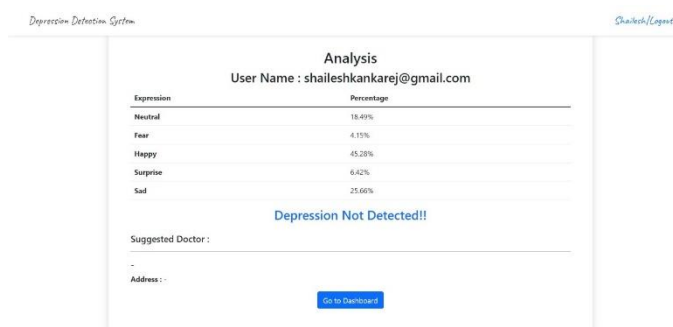 Depression Detection System
Shailesh/Logout
Analysis
User Name : shaileshkankarej@gmail.com
Expression Percentage
Neutral 18.49%
Fear 4.15%
Happy 45.28%
Surprise 6.42%
Sad 25.66%
Depression Not Detected!!
Suggested Doctor :
-
Address : -
Go to Dashboard